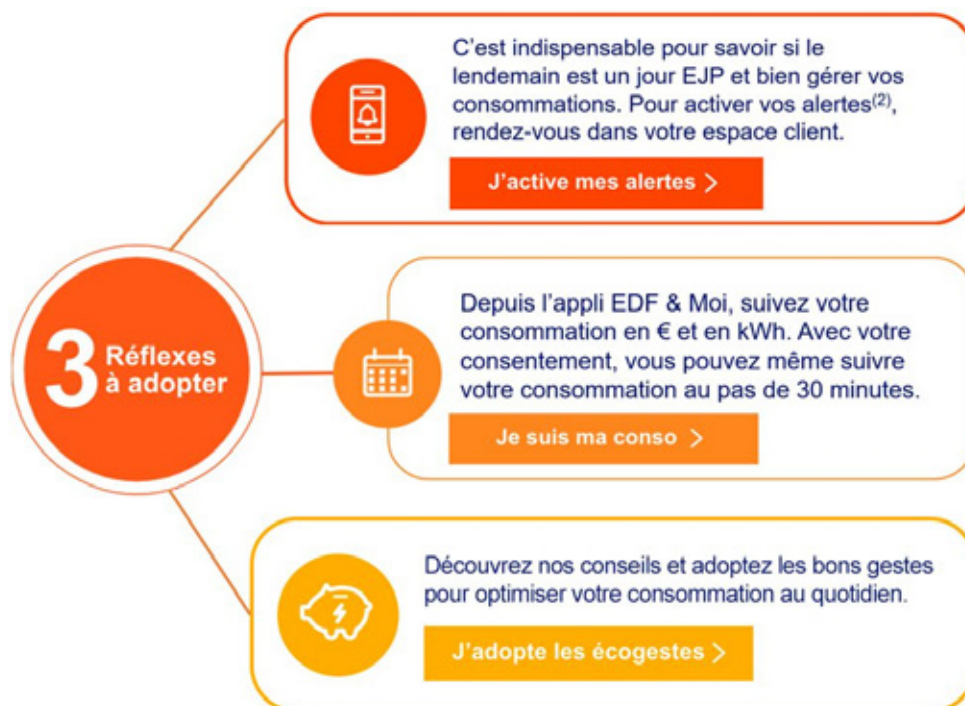 C’est indispensable pour savoir si le
lendemain est un jour EJP et bien gérer vos
consommations. Pour activer vos alertes⁽²⁾,
rendez-vous dans votre espace client.
J’active mes alertes >
3 Réflexes
à adopter
Depuis l’appli EDF & Moi, suivez votre
consommation en € et en kWh. Avec votre
consentement, vous pouvez même suivre
votre consommation au pas de 30 minutes.
Je suis ma conso >
Découvrez nos conseils et adoptez les bons gestes
pour optimiser votre consommation au quotidien.
J’adopte les écogestes >